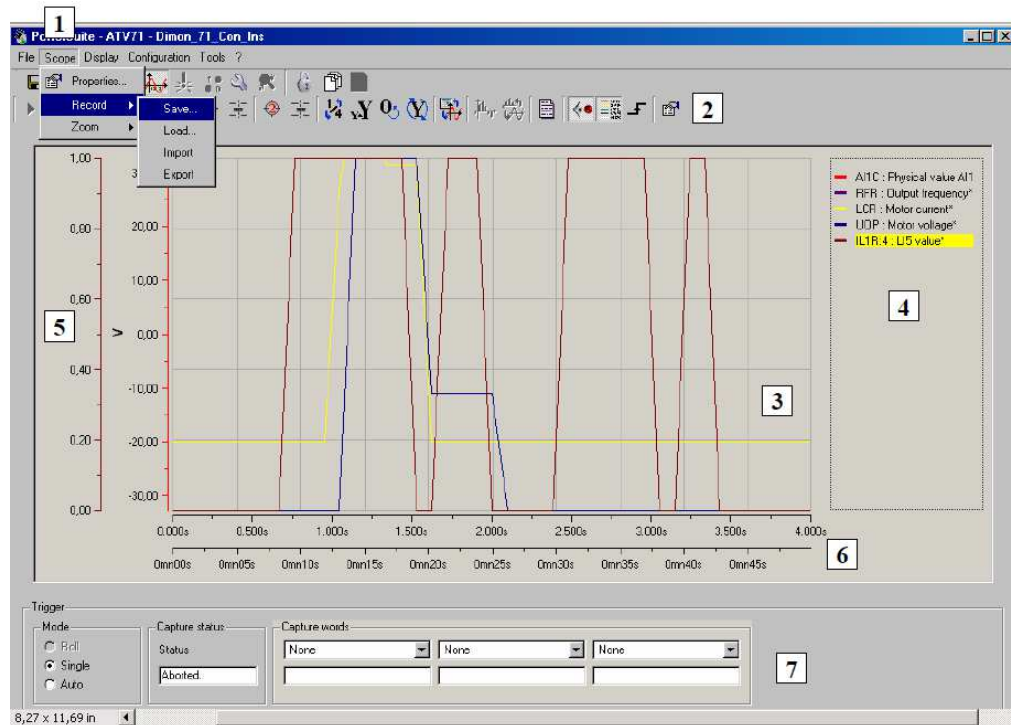 1
PowerSuite - ATV71 - Dimon_71_Con_Ins
File Scope Display Configuration Tools ?
Properties...
Record
Zoom
Save...
Load...
Import
Export
2
1,00
0,80
0,60
0,40
0.20
0,00
20,00
10,00
0,00
-10,00
-20,00
-30,00
V
5
3
AI1C : Physical value AI1
RFR : Output frequency*
LCR : Motor current*
UOP : Motor voltage*
IL1R:4 : LI5 value*
4
0.000s 0.500s 1.000s 1.500s 2.000s 2.500s 3.000s 3.500s 4.000s
0mn00s 0mn05s 0mn10s 0mn15s 0mn20s 0mn25s 0mn30s 0mn35s 0mn40s 0mn45s
6
Trigger
Mode
Roll
Single
Auto
Capture status
Status
Aborted.
Capture words
None
None
None
7
8,27 x 11,69 in